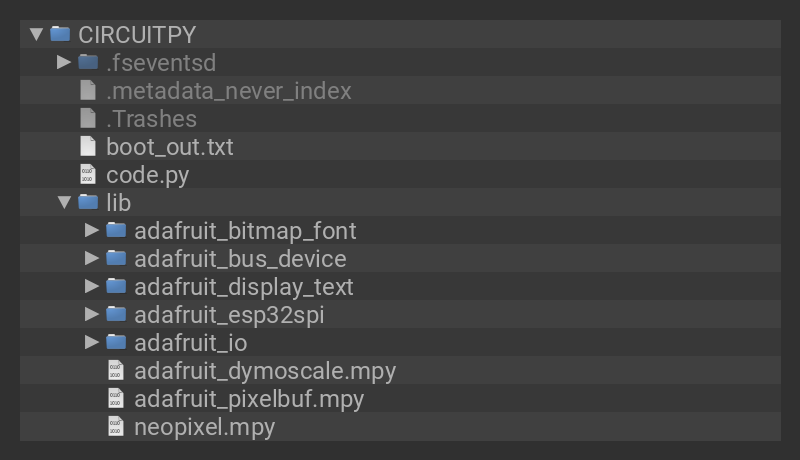 CIRCUITPY
.fseventsd
.metadata_never_index
.Trashes
boot_out.txt
code.py
lib
adafruit_bitmap_font
adafruit_bus_device
adafruit_display_text
adafruit_esp32spi
adafruit_io
adafruit_dymoscale.mpy
adafruit_pixelbuf.mpy
neopixel.mpy